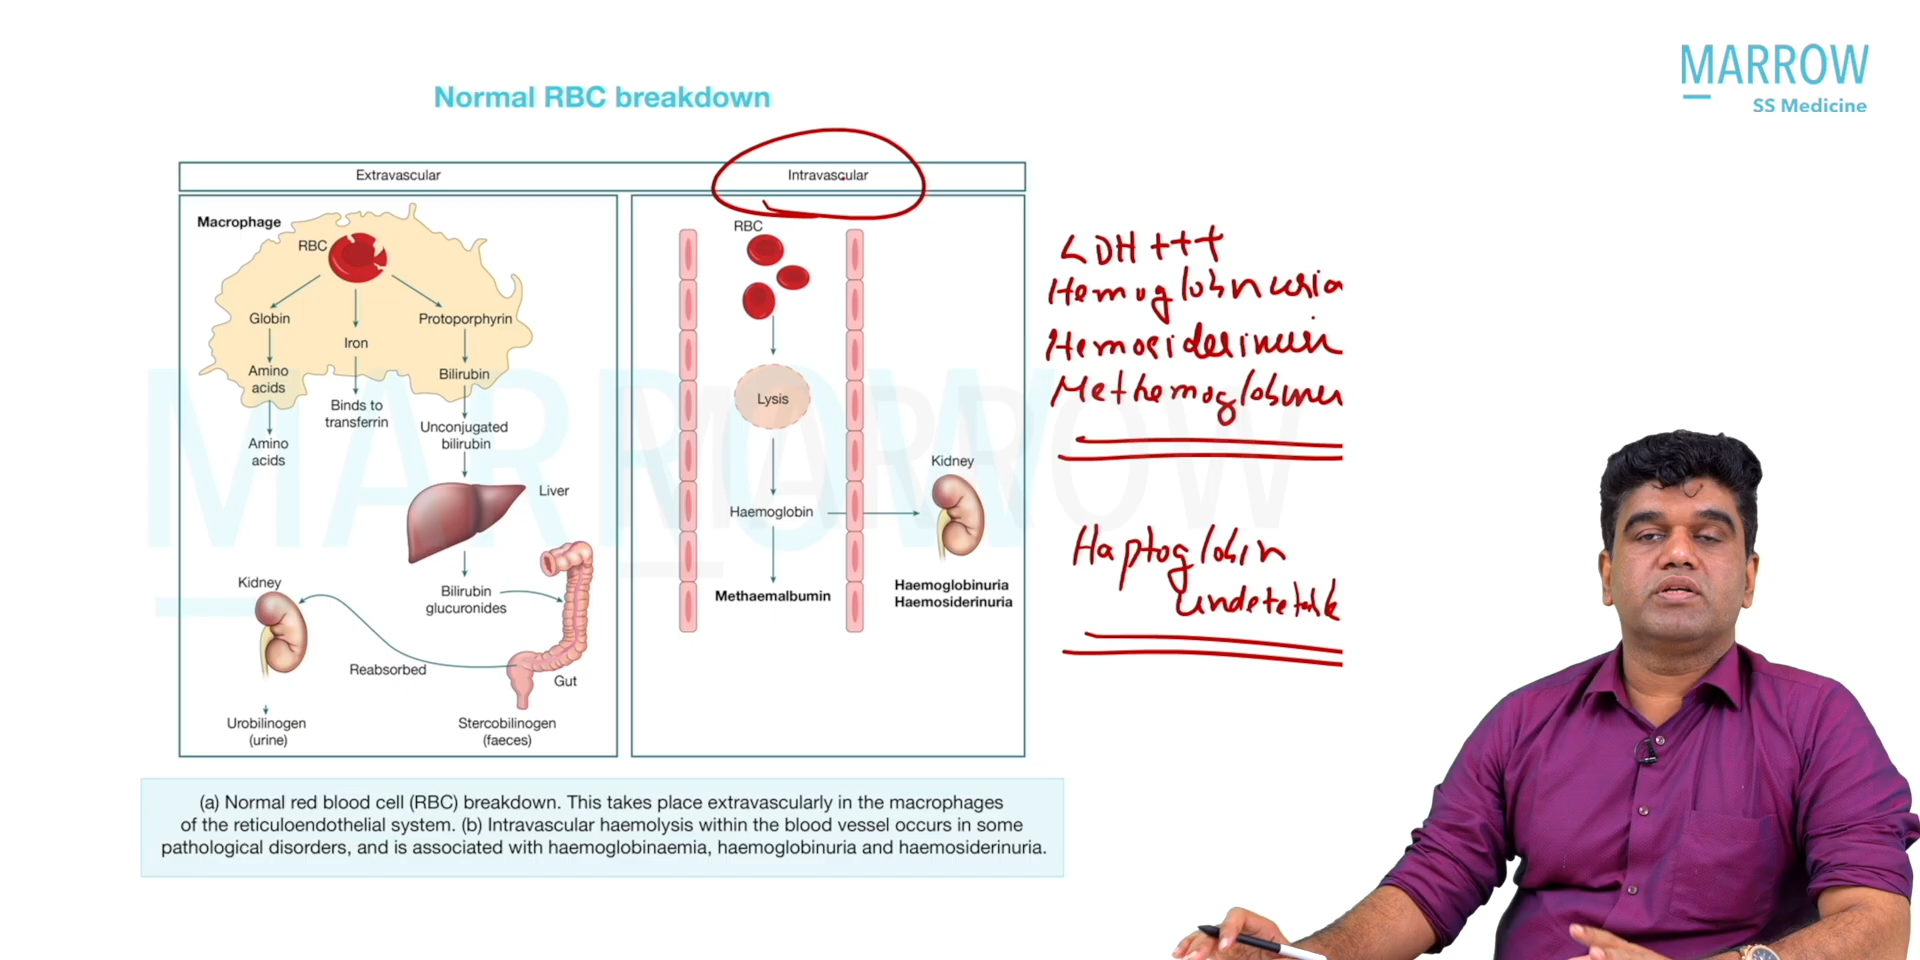 MARROW
SS Medicine
Normal RBC breakdown
Extravascular
Intravascular
Macrophage
RBC
Globin
Iron
Protoporphyrin
Amino
acids
Binds to
transferrin
Bilirubin
Amino
acids
Unconjugated
bilirubin
Liver
Bilirubin
glucuronides
Kidney
Reabsorbed
Gut
Urobilinogen
(urine)
Stercobilinogen
(faeces)
RBC
Lysis
Haemoglobin
Methaemalbumin
Kidney
Haemoglobinuria
Haemosiderinuria
LDH +++
Hemoglobinuria
Haptoglobin
MARROW
MARROW
(a) Normal red blood cell (RBC) breakdown. This takes place extravascularly in the macrophages
of the reticuloendothelial system. (b) Intravascular haemolysis within the blood vessel occurs in some
pathological disorders, and is associated with haemoglobinaemia, haemoglobinuria and haemosiderinuria.